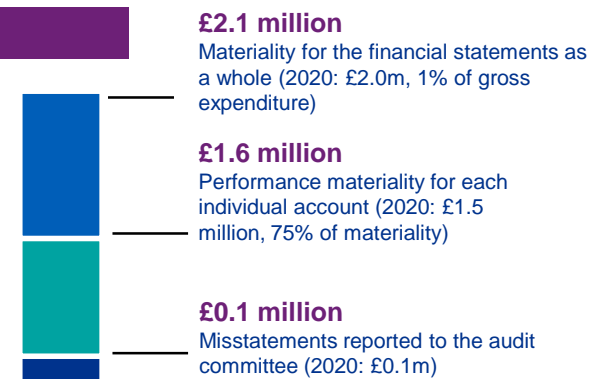 £2.1 million
Materiality for the financial statements as
a whole (2020: £2.0m, 1% of gross
expenditure)
£1.6 million
Performance materiality for each
individual account (2020: £1.5
million, 75% of materiality)
£0.1 million
Misstatements reported to the audit
committee (2020: £0.1m)